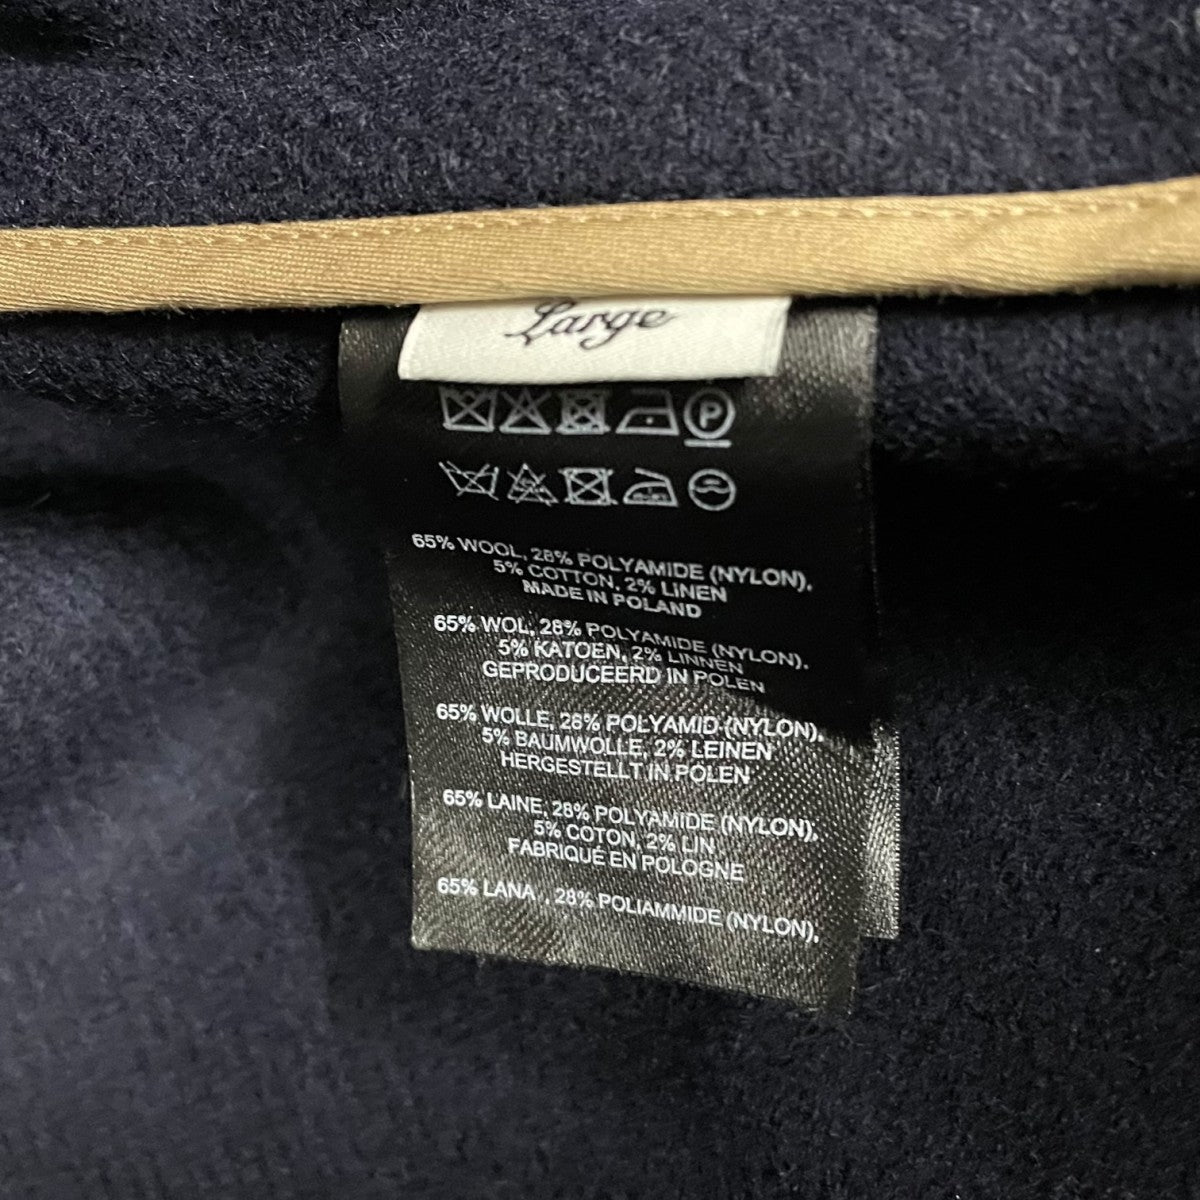 Large
P
65% WOOL, 28% POLYAMIDE (NYLON),
5% COTTON, 2% LINEN
MADE IN POLAND
65% WOL, 28% POLYAMIDE (NYLON),
5% KATOEN, 2% LINNEN
GEPRODUCEERD IN POLEN
65% WOLLE, 28% POLYAMID (NYLON),
5% BAUMWOLLE, 2% LEINEN
HERGESTELLT IN POLEN
65% LAINE, 28% POLYAMIDE (NYLON),
5% COTON, 2% LIN
FABRIQUÉ EN POLOGNE
65% LANA , 28% POLIAMMIDE (NYLON),